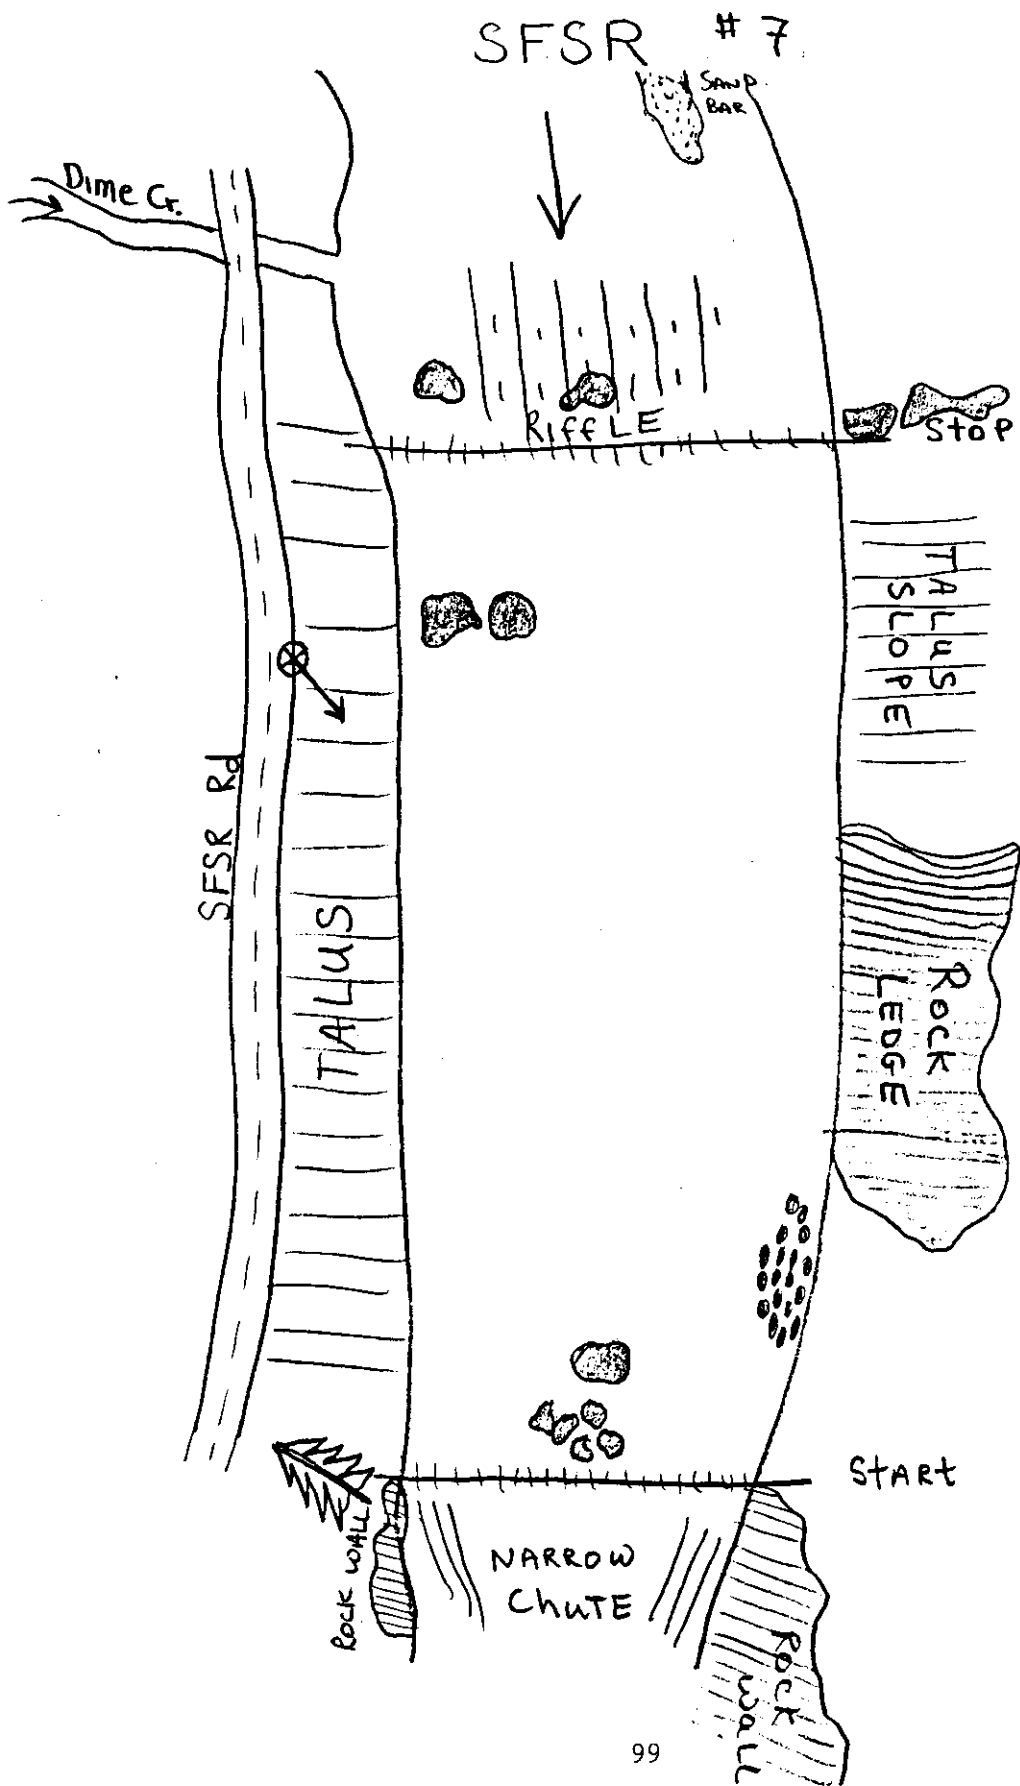 SFSR #7
SAND
BAR
Dime Cr.
RiffLE
StoP
TALUS
SLOPE
SFSR Rd
TALUS
ROCK
LEDGE
StARt
ROCK WALL
NARROW
ChuTE
ROCK
wall
99